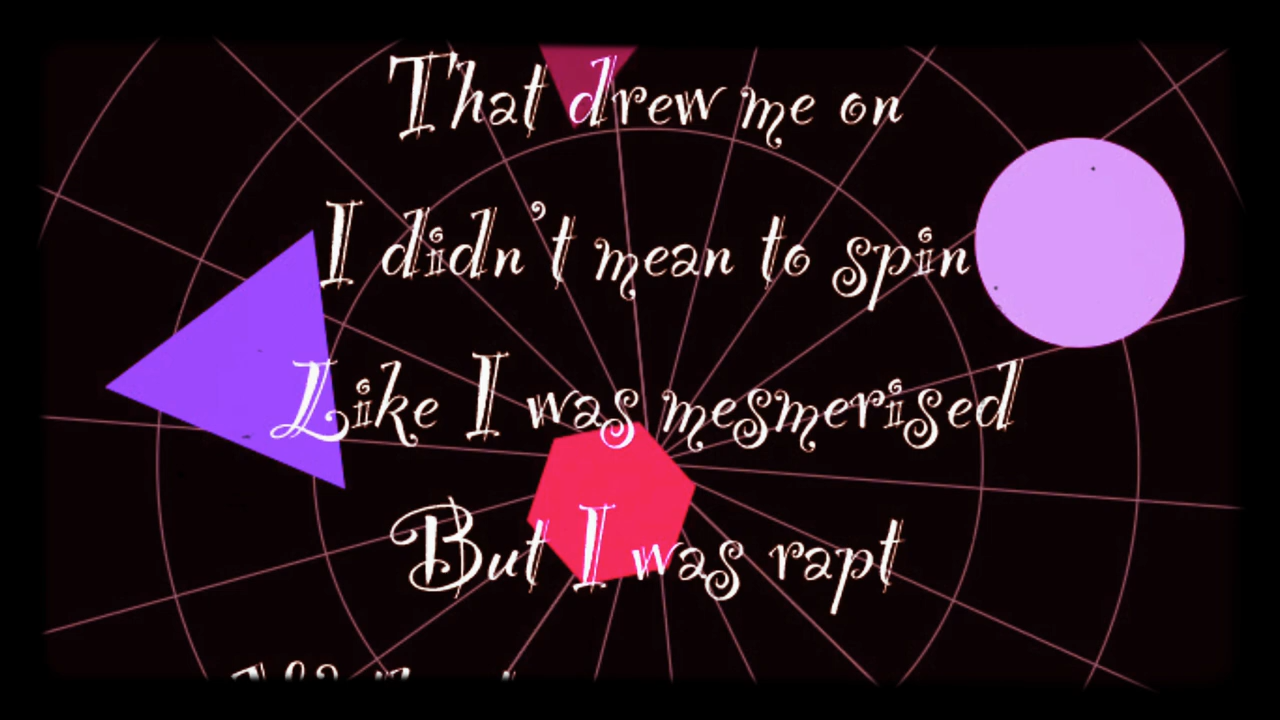 That drew me on
I didn't mean to spin
Like I was mesmerised
But I was rapt